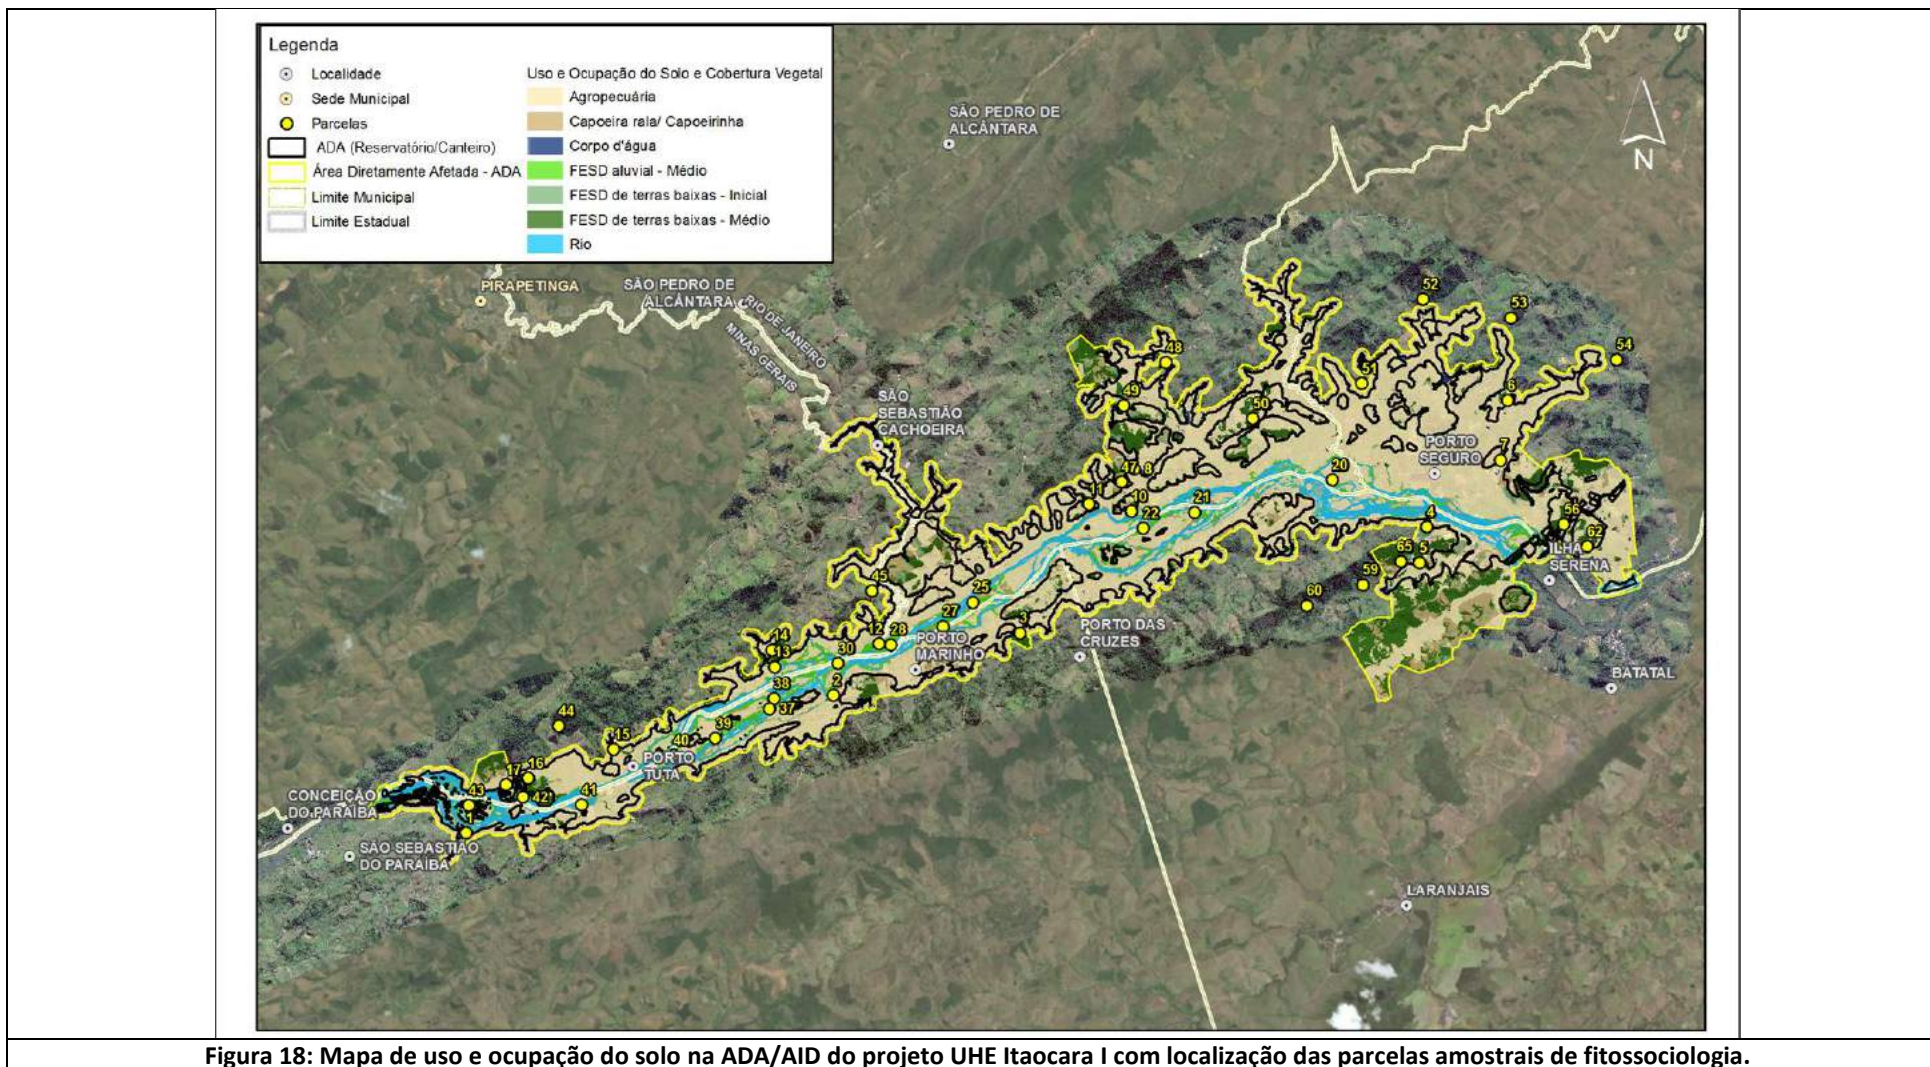 Legenda
Localidade
Sede Municipal
Parcelas
ADA (Reservatório/Canteiro)
Área Diretamente Afetada - ADA
Limite Municipal
Limite Estadual
Uso e Ocupação do Solo e Cobertura Vegetal
Agropecuária
Capoeira rala/ Capoeirinha
Corpo d'água
FESD aluvial - Médio
FESD de terras baixas - Inicial
FESD de terras baixas - Médio
Rio
SÃO PEDRO DE
ALCÂNTARA
N
PIRAPETINGA
SÃO PEDRO DE
ALCÂNTARA
RIO DE JANEIRO
MINAS GERAIS
52
53
54
48
51
6
49
50
SÃO
SEBASTIÃO
CACHOEIRA
PORTO
SEGURO
7
47
8
20
11
10
21
22
4
56
62
ILHA
SERENA
65
5
59
60
45
25
27
3
12
28
PORTO
MARINHO
PORTO DAS
CRUZES
14
13
30
2
38
37
39
40
BATATAL
44
15
PORTO
TUTA
17
16
42
41
43
1
CONCEIÇÃO
DO PARAÍBA
SÃO SEBASTIÃO
DO PARAÍBA
LARANJAIS
Figura 18: Mapa de uso e ocupação do solo na ADA/AID do projeto UHE Itaocara I com localização das parcelas amostrais de fitossociologia.